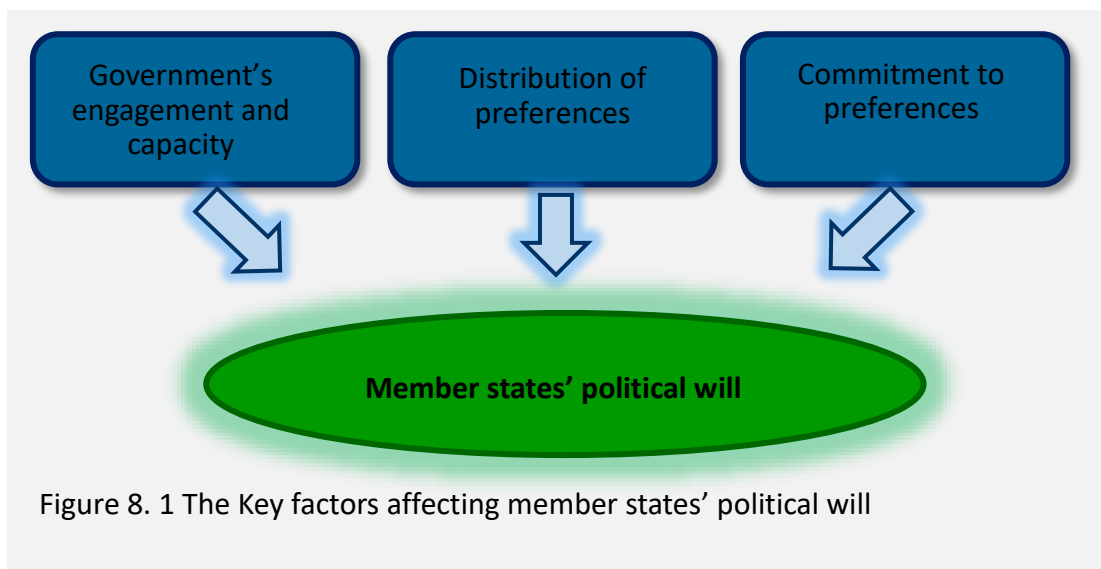 Government’s
engagement and
capacity
Distribution of
preferences
Commitment to
preferences
Member states’ political will
Figure 8. 1 The Key factors affecting member states’ political will